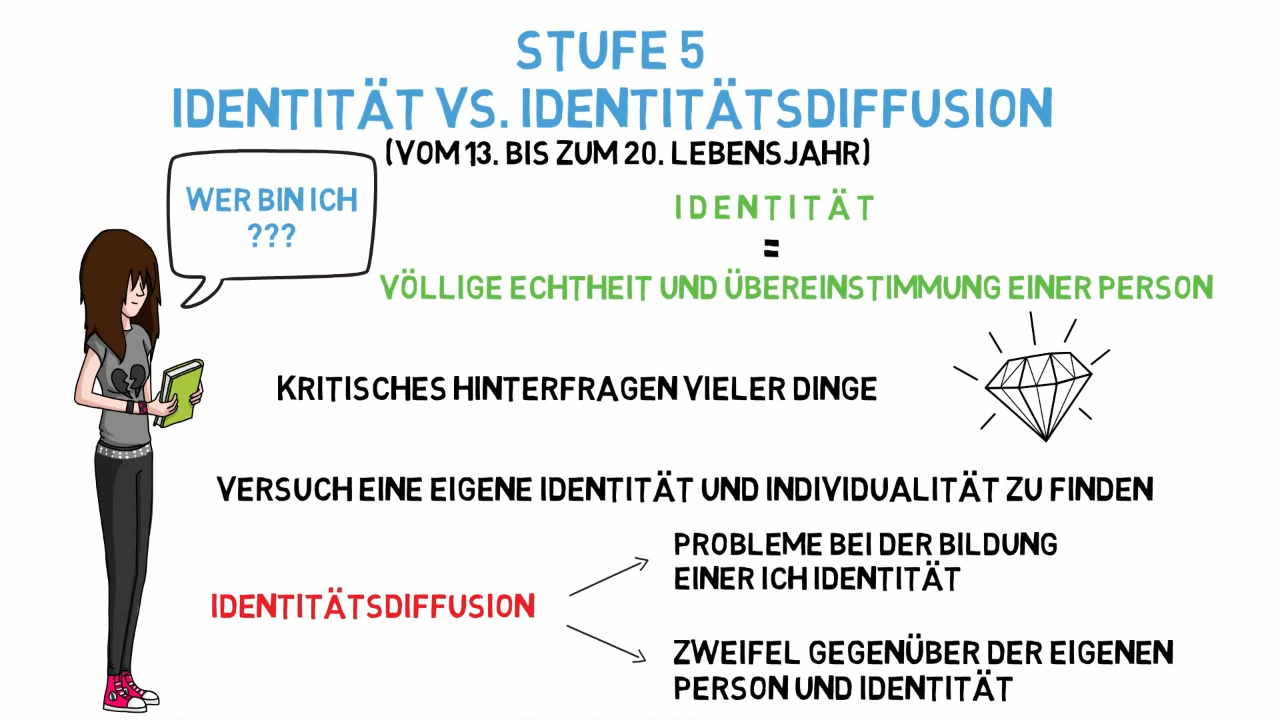 STUFE 5
IDENTITÄT VS. IDENTITÄTSDIFFUSION
(VOM 13. BIS ZUM 20. LEBENSJAHR)
WER BIN ICH
???
IDENTITÄT
=
VÖLLIGE ECHTHEIT UND ÜBEREINSTIMMUNG EINER PERSON
KRITISCHES HINTERFRAGEN VIELER DINGE
VERSUCH EINE EIGENE IDENTITÄT UND INDIVIDUALITÄT ZU FINDEN
IDENTITÄTSDIFFUSION
PROBLEME BEI DER BILDUNG
EINER ICH IDENTITÄT
ZWEIFEL GEGENÜBER DER EIGENEN
PERSON UND IDENTITÄT